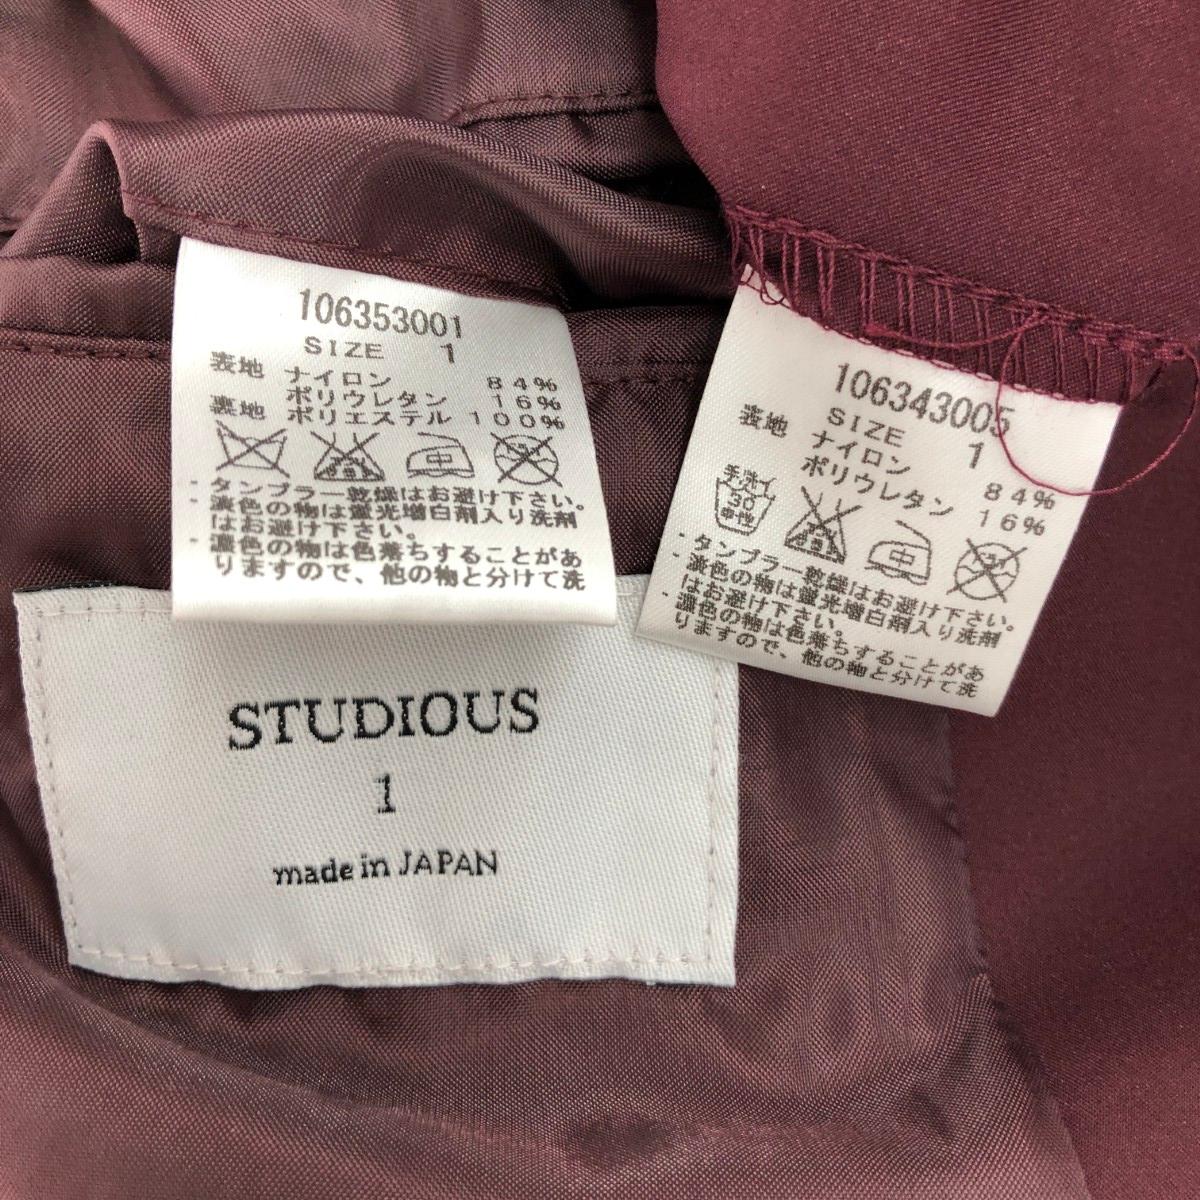 106353001
SIZE 1
表地 ナイロン 84%
ポリウレタン 16%
裏地 ポリエステル 100%
・タンブラー乾燥はお避け下さい。
・淡色の物は蛍光増白剤入り洗剤
はお避け下さい。
・濃色の物は色落ちすることがあ
りますので、他の物と分けて洗
106343005
SIZE 1
表地 ナイロン 84%
ポリウレタン 16%
手洗イ
30
中性
中
・タンブラー乾燥はお避け下さい。
・淡色の物は蛍光増白剤入り洗剤
はお避け下さい。
・濃色の物は色落ちすることがあ
りますので、他の物と分けて洗
STUDIOUS
1
made in JAPAN